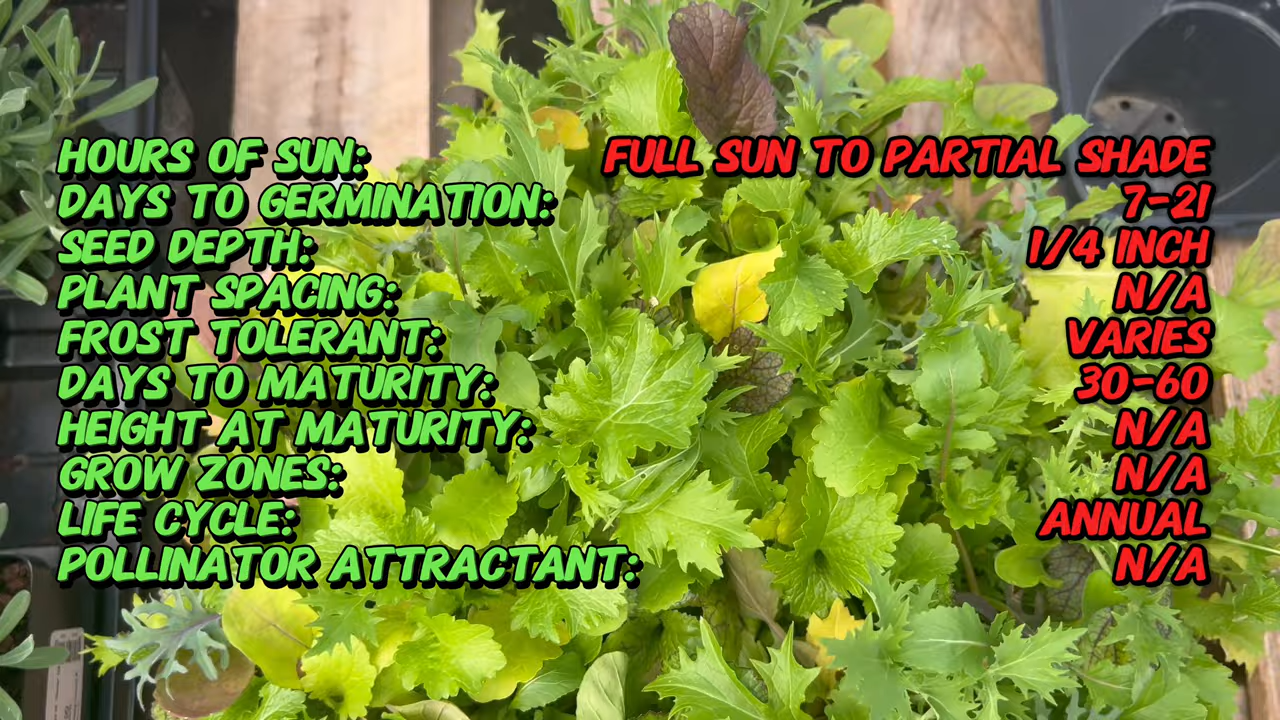 HOURS OF SUN: FULL SUN TO PARTIAL SHADE
DAYS TO GERMINATION: 7-21
SEED DEPTH: 1/4 INCH
PLANT SPACING: N/A
FROST TOLERANT: VARIES
DAYS TO MATURITY: 30-60
HEIGHT AT MATURITY: N/A
GROW ZONES: N/A
LIFE CYCLE: ANNUAL
POLLINATOR ATTRACTANT: N/A